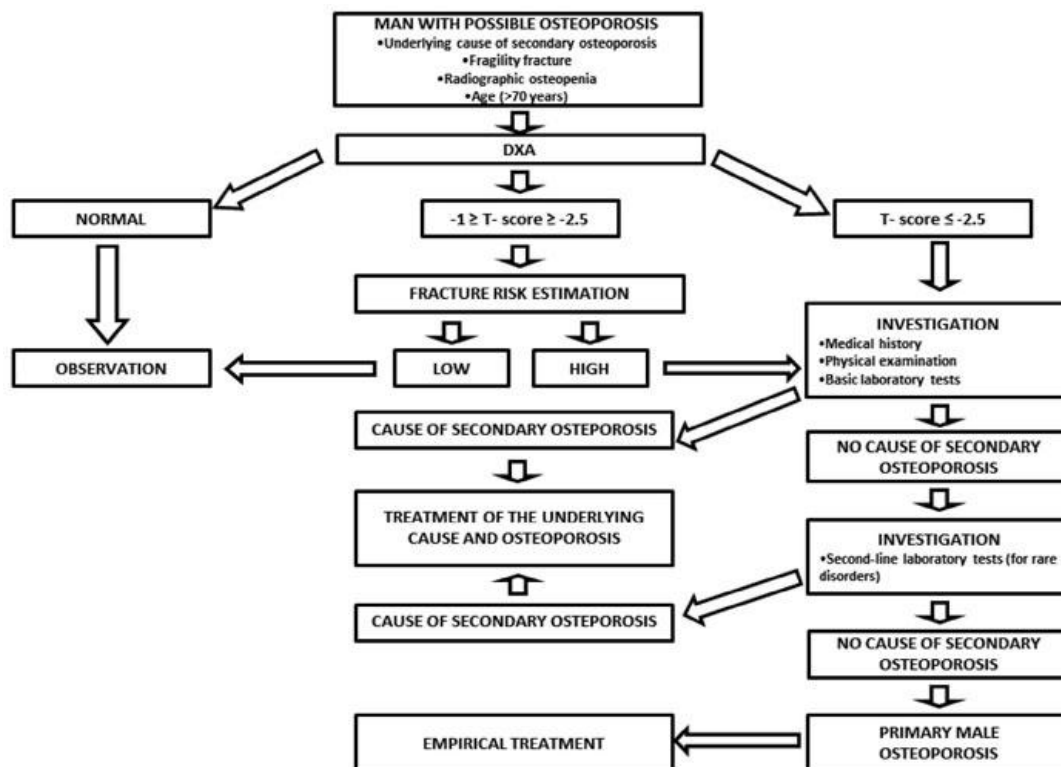 MAN WITH POSSIBLE OSTEOPOROSIS
•Underlying cause of secondary osteoporosis
•Fragility fracture
•Radiographic osteopenia
•Age (>70 years)
DXA
NORMAL
-1 ≥ T- score ≥ -2.5
T- score ≤ -2.5
FRACTURE RISK ESTIMATION
INVESTIGATION
•Medical history
•Physical examination
•Basic laboratory tests
OBSERVATION
LOW
HIGH
CAUSE OF SECONDARY OSTEPOROSIS
NO CAUSE OF SECONDARY
OSTEOPOROSIS
TREATMENT OF THE UNDERLYING
CAUSE AND OSTEOPOROSIS
INVESTIGATION
•Second-line laboratory tests (for rare
disorders)
CAUSE OF SECONDARY OSTEPOROSIS
NO CAUSE OF SECONDARY
OSTEOPOROSIS
EMPIRICAL TREATMENT
PRIMARY MALE
OSTEOPOROSIS